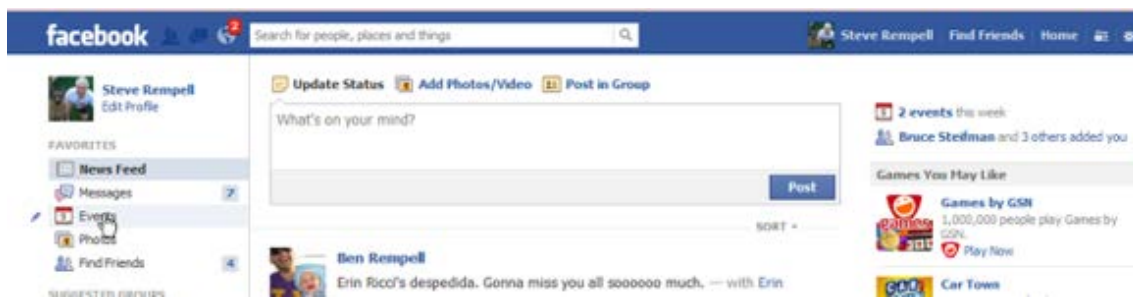 facebook
2
Search for people, places and things
Steve Rempell Find Friends Home
Steve Rempell
Edit Profile
FAVORITES
News Feed
Messages 7
Events
Photos
Find Friends 4
SUGGESTED GROUPS
Update Status Add Photos/Video Post in Group
What's on your mind?
Post
SORT
Ben Rempell
Erin Ricci's despedida. Gonna miss you all soooooo much. — with Erin
2 events this week
Bruce Steifman and 3 others added you
Games You May Like
Games by GSN
1,000,000 people play Games by
GSN.
Play Now
Car Town